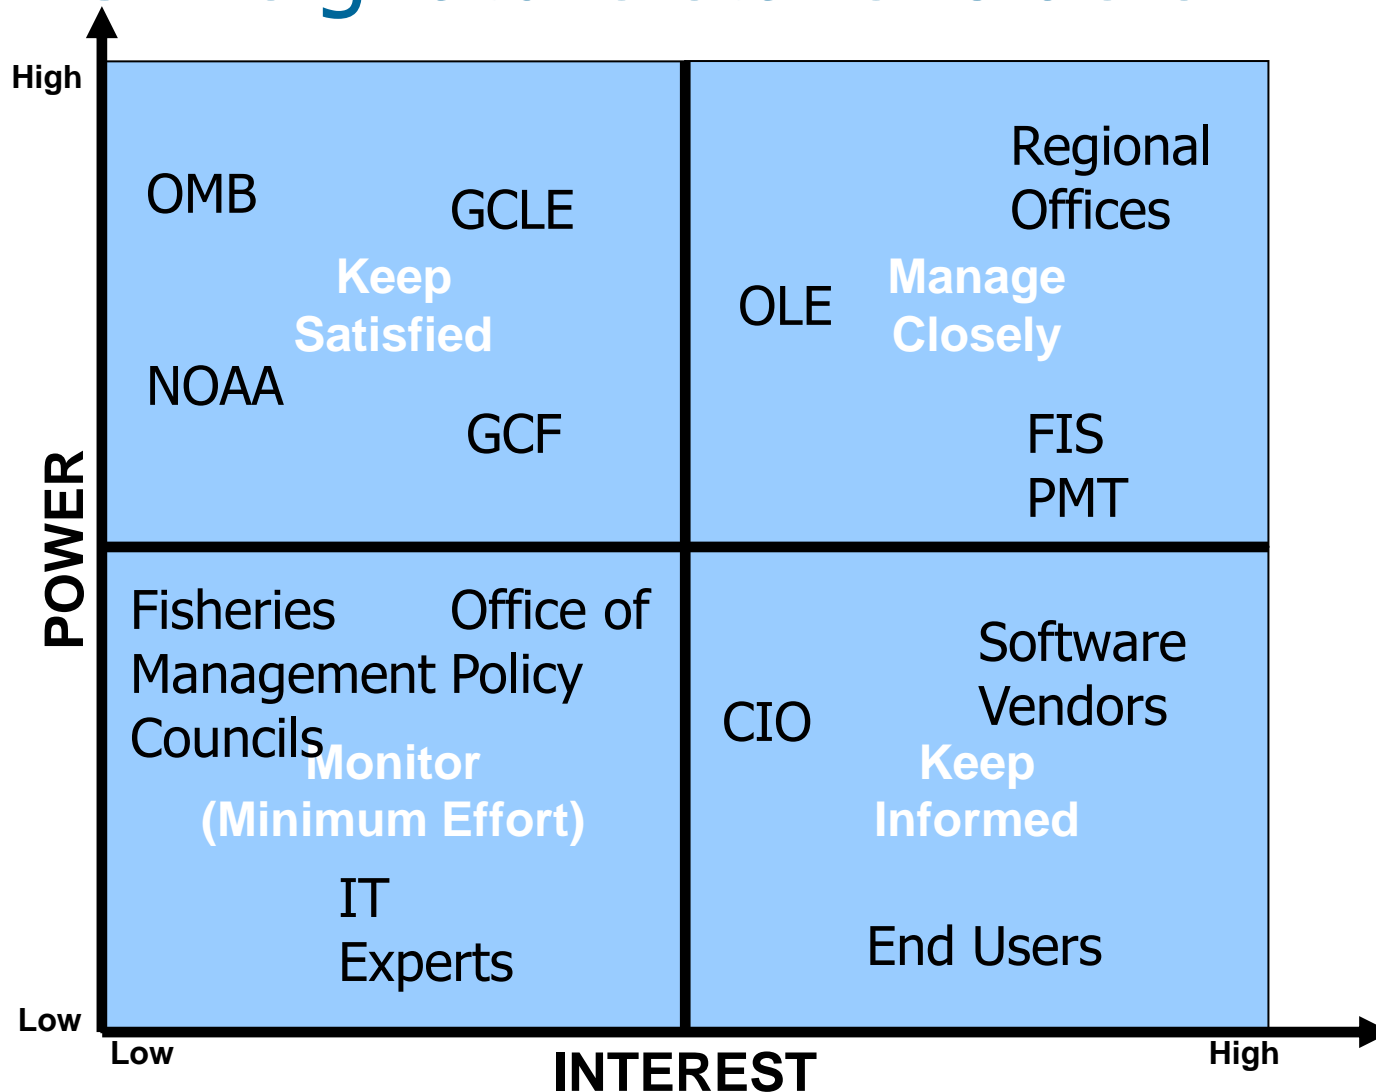 High
OMB
GCLE
Keep
Satisfied
NOAA
GCF
Regional
Offices
OLE
Manage
Closely
FIS
PMT
POWER
Fisheries
Management
Councils
Office of
Policy
Monitor
(Minimum Effort)
IT
Experts
Software
Vendors
CIO
Keep
Informed
End Users
Low
Low
INTEREST
High